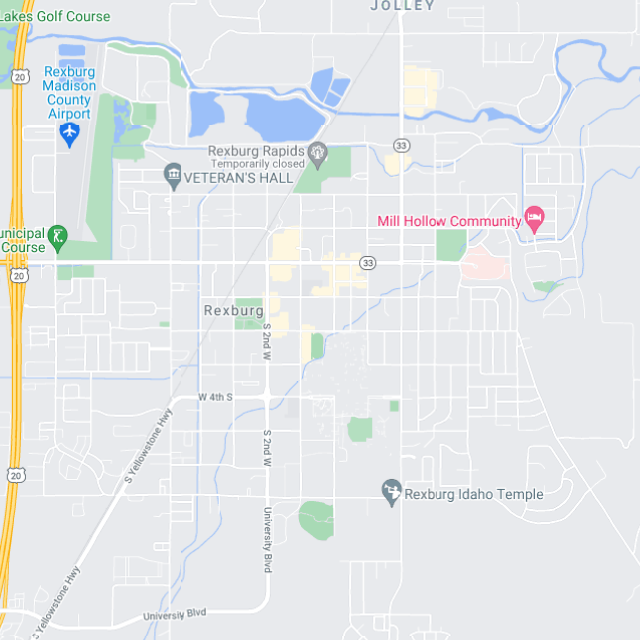 JOLLEY
Lakes Golf Course
20
Rexburg
Madison
County
Airport
33
Rexburg Rapids
Temporarily closed
VETERAN'S HALL
Mill Hollow Community
unicipal
Course
33
20
Rexburg
S 2nd W
W 4th S
S Yellowstone Hwy
S 2nd W
20
Rexburg Idaho Temple
University Blvd
S Yellowstone Hwy
University Blvd